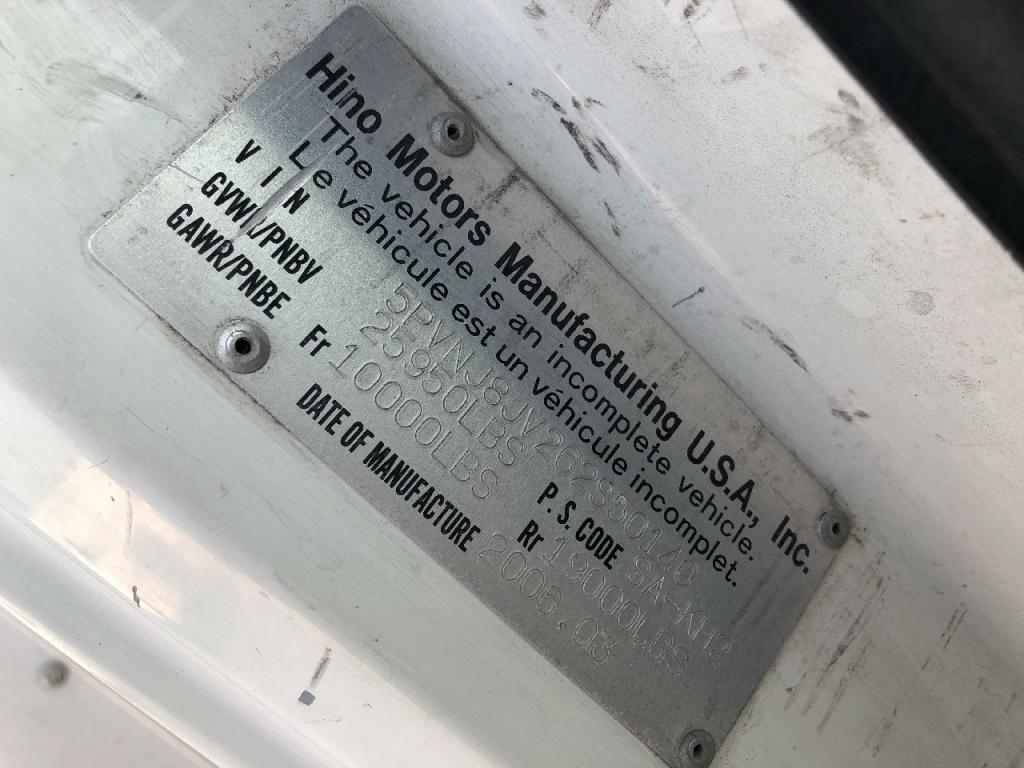 Hino Motors Manufacturing U.S.A., Inc.
The vehicle is an incomplete vehicle.
Le véhicule est un véhicule incomplet.
VIN 5PVNJ8JV262S50140
GVWR/PNBV 25950LBS P.S.CODE SA-KH2
GAWR/PNBE Fr 10000LBS Rr 19000LBS
DATE OF MANUFACTURE 2006.03